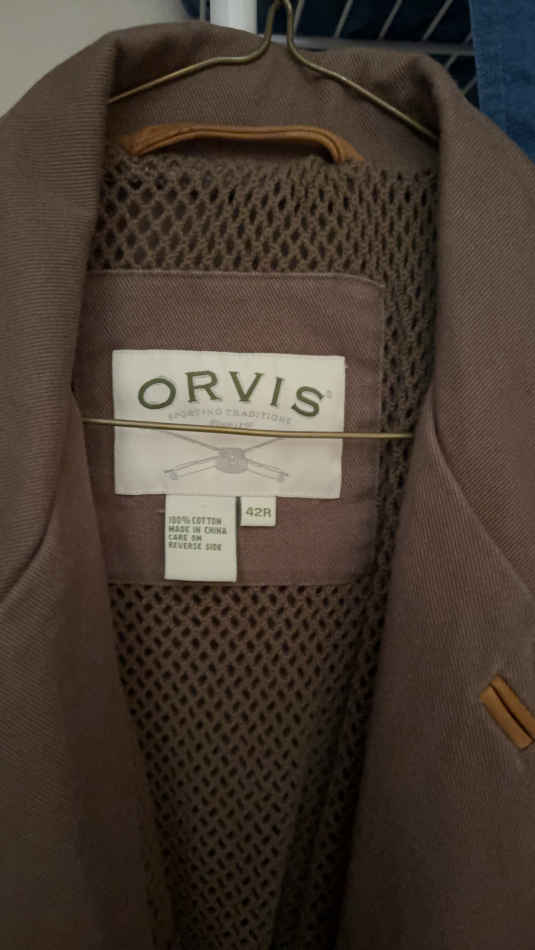 ORVIS®
SPORTING TRADITIONS
42R
100% COTTON
MADE IN CHINA
CARE ON
REVERSE SIDE